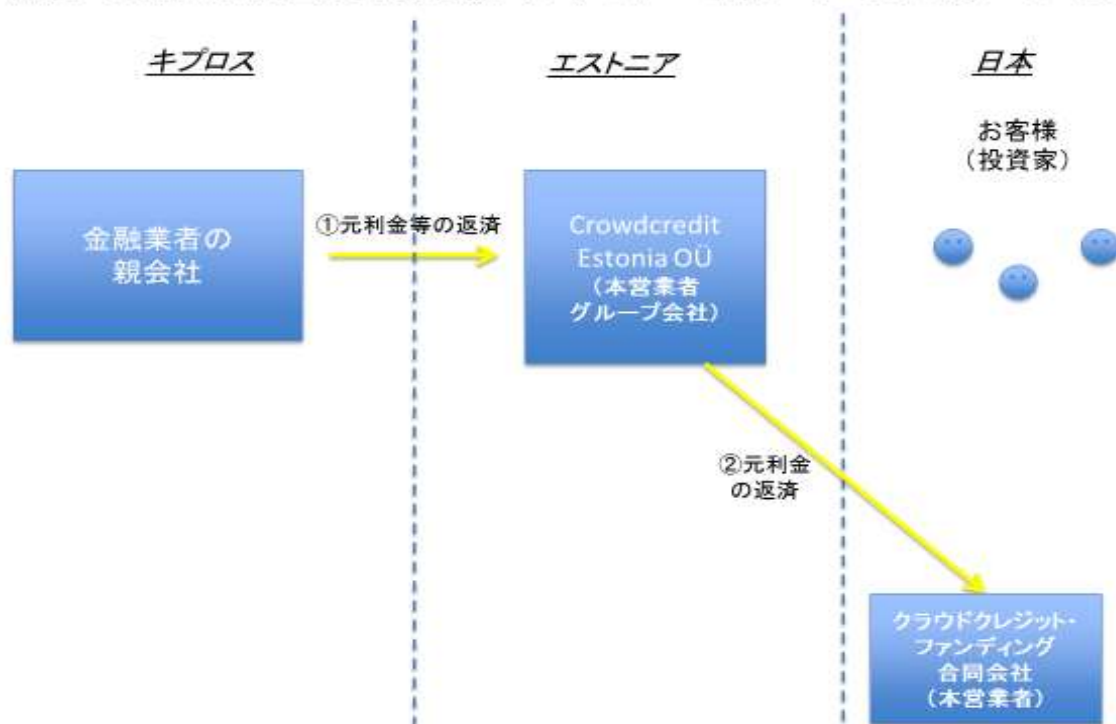 キプロス
エストニア
日本
お客様
（投資家）
金融業者の
親会社
①元利金等の返済
Crowdcredit
Estonia OÜ
（本営業者
グループ会社）
②元利金
の返済
クラウドクレジット・
ファンディング
合同会社
（本営業者）